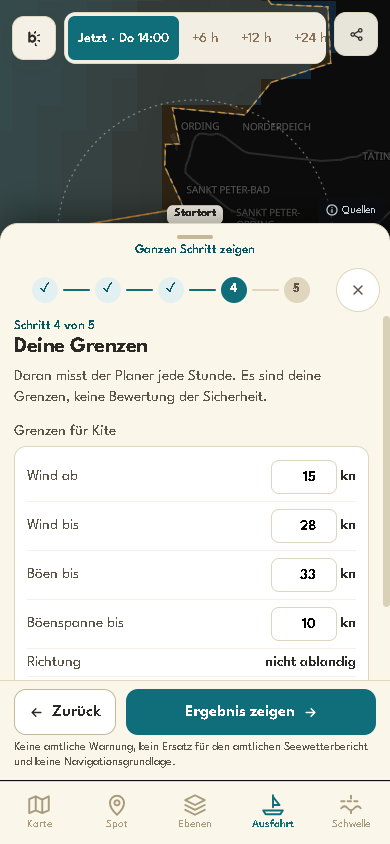 b:
Jetzt · Do 14:00
+6 h
+12 h
+24 h
ORDING
NORDERDEICH
TATIN
SANKT PETER-BAD
Startort
SANKT PETER-
Quellen
Ganzen Schritt zeigen
4
5
Schritt 4 von 5
Deine Grenzen
Daran misst der Planer jede Stunde. Es sind deine
Grenzen, keine Bewertung der Sicherheit.
Grenzen für Kite
Wind ab 15 kn
Wind bis 28 kn
Böen bis 33 kn
Böenspanne bis 10 kn
Richtung nicht ablandig
← Zurück
Ergebnis zeigen →
Keine amtliche Warnung, kein Ersatz für den amtlichen Seewetterbericht
und keine Navigationsgrundlage.
Karte
Spot
Ebenen
Ausfahrt
Schwelle